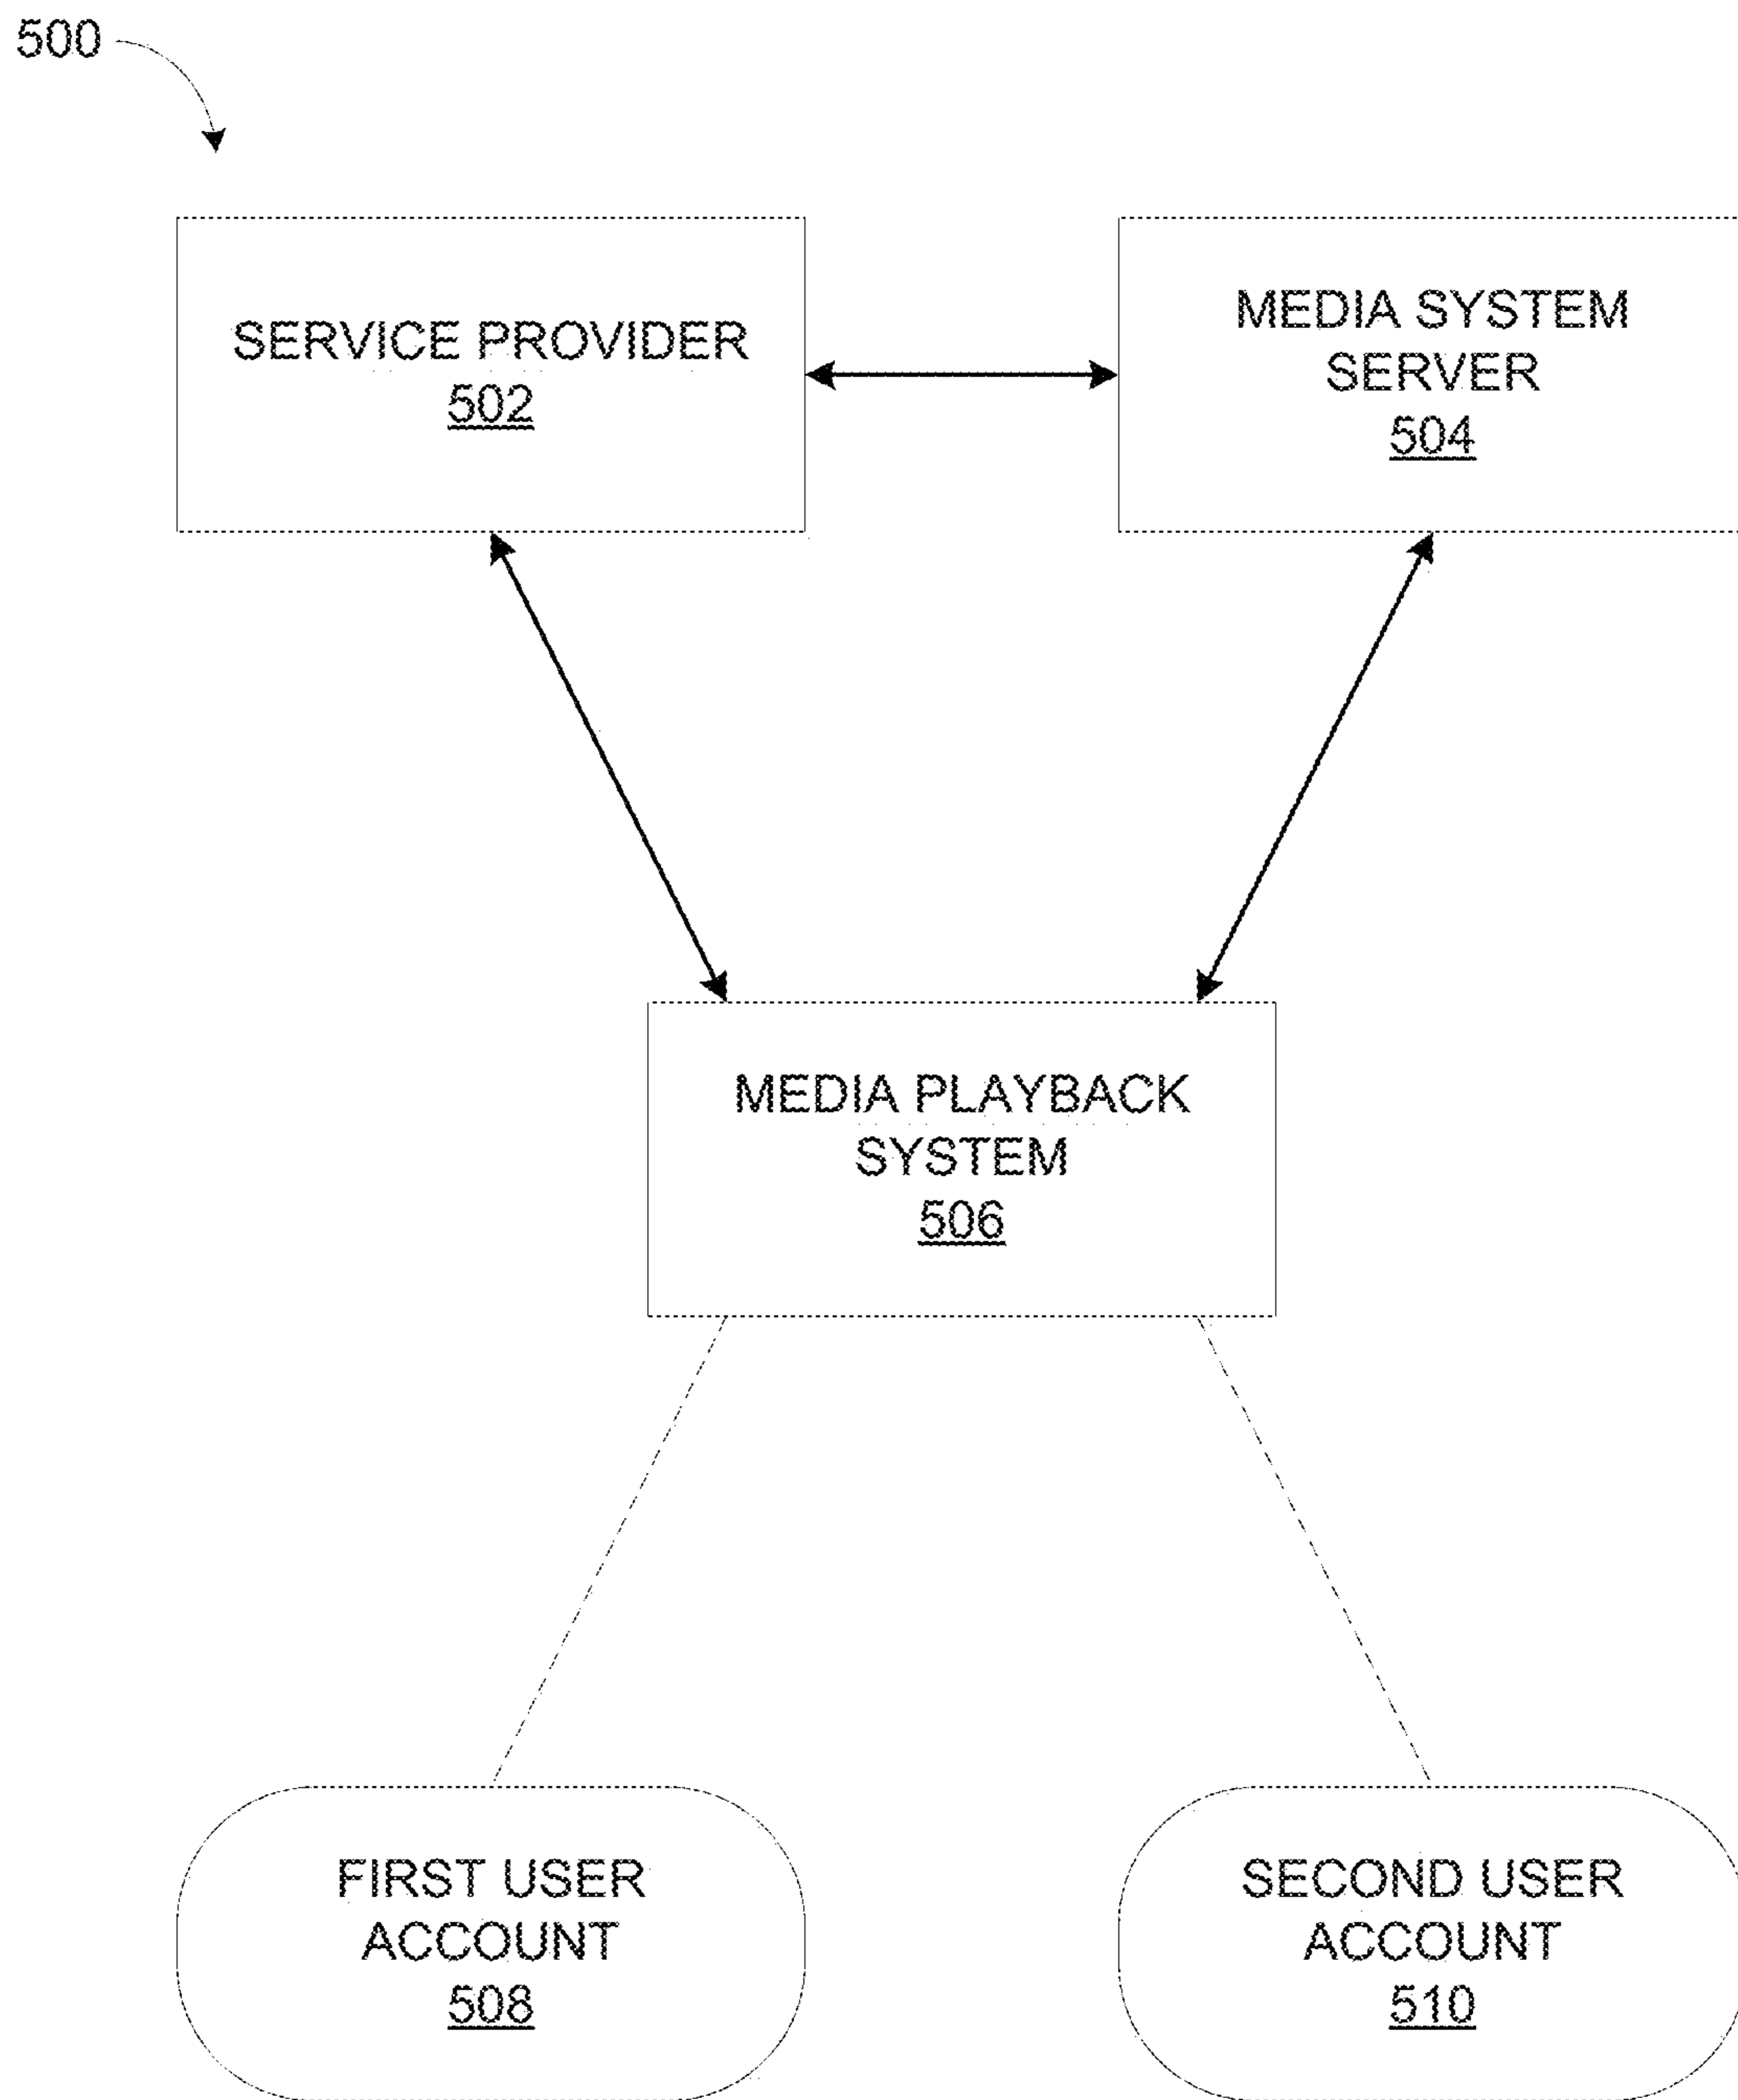 500
SERVICE PROVIDER
502
MEDIA SYSTEM
SERVER
504
MEDIA PLAYBACK
SYSTEM
506
FIRST USER
ACCOUNT
508
SECOND USER
ACCOUNT
510